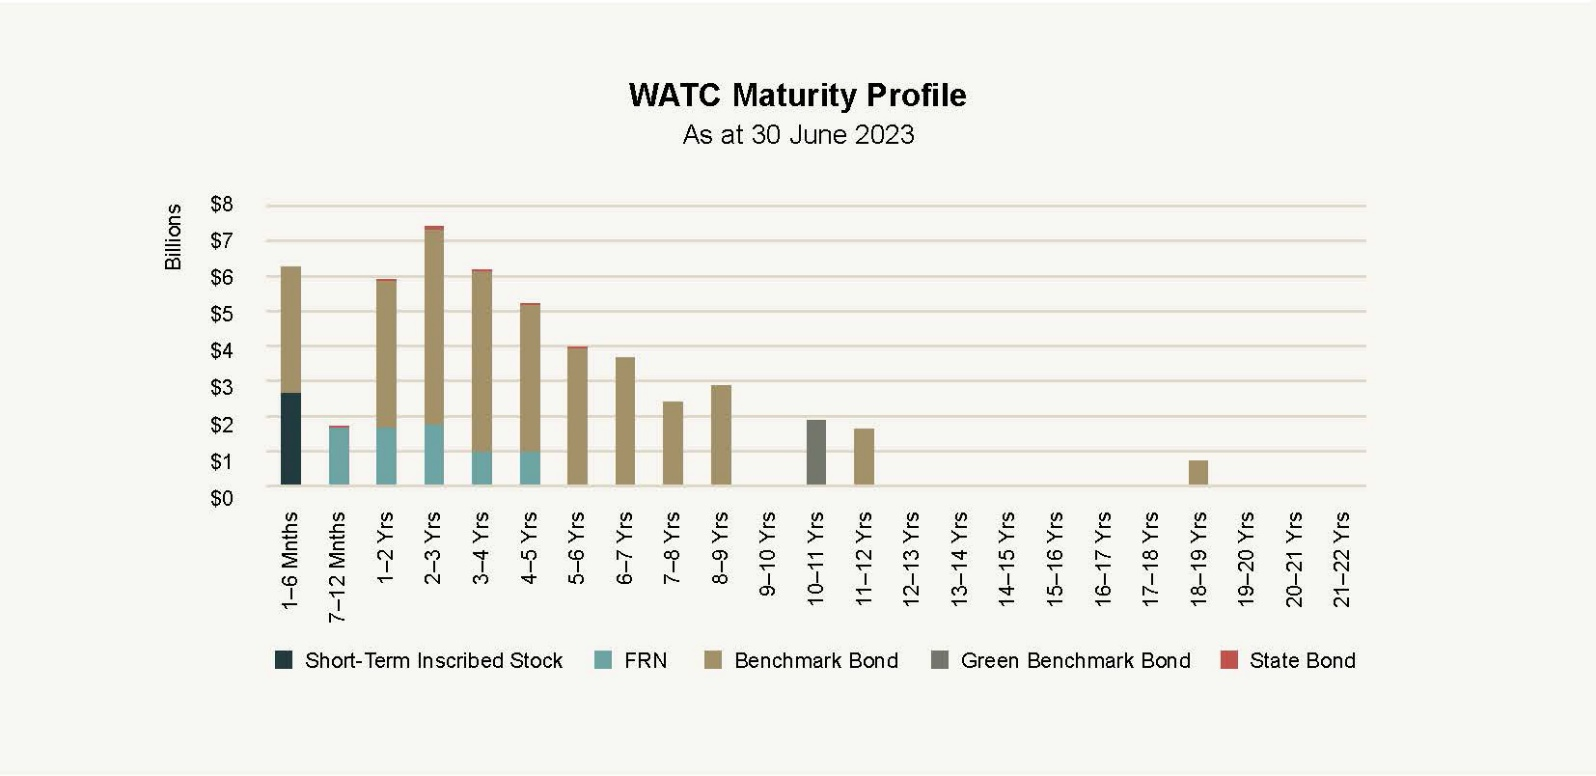 WATC Maturity Profile
As at 30 June 2023
Billions
$8
$7
$6
$5
$4
$3
$2
$1
$0
1–6 Mnths
7–12 Mnths
1–2 Yrs
2–3 Yrs
3–4 Yrs
4–5 Yrs
5–6 Yrs
6–7 Yrs
7–8 Yrs
8–9 Yrs
9–10 Yrs
10–11 Yrs
11–12 Yrs
12–13 Yrs
13–14 Yrs
14–15 Yrs
15–16 Yrs
16–17 Yrs
17–18 Yrs
18–19 Yrs
19–20 Yrs
20–21 Yrs
21–22 Yrs
Short-Term Inscribed Stock FRN Benchmark Bond Green Benchmark Bond State Bond